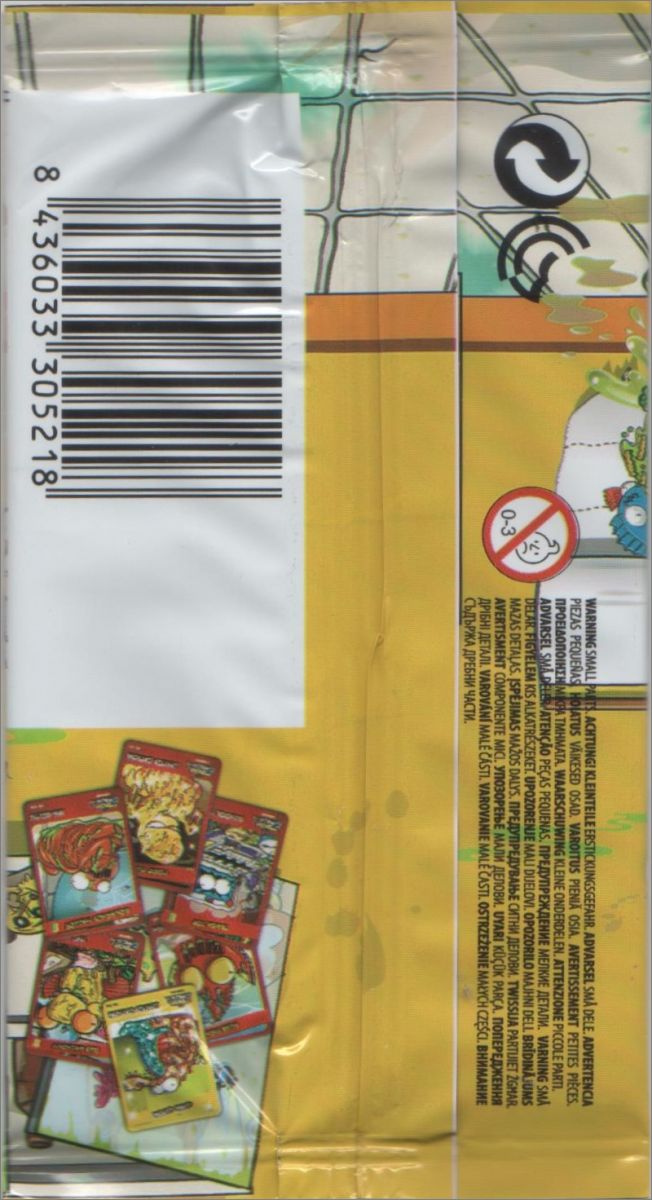 8 436033 305218
0-3
WARNING SMALL PARTS. ACHTUNG! KLEINTEILE ERSTICKUNGSGEFAHR. ADVARSEL SMÅ DELE. ADVERTENCIA
PIEZAS PEQUEÑAS. HOIATUS VÄIKESED OSAD. VAROITUS PIENIÄ OSIA. AVERTISSEMENT PETITES PIÈCES.
ΠΡΟΕΙΔΟΠΟΙΗΣΗ ΜΙΚΡΑ ΤΜΗΜΑΤΑ. WAARSCHUWING KLEINE ONDERDELEN. ATTENZIONE PICCOLE PARTI.
ADVARSEL SMÅ DELER. ATENÇÃO PEÇAS PEQUENAS. ПРЕДУПРЕЖДЕНИЕ МЕЛКИЕ ДЕТАЛИ. VARNING SMÅ
DELAR. FIGYELEM KIS ALKATRÉSZEKET. UPOZORENJE MALI DIJELOVI. OPOZORILO MAJHNI DELI. BRĪDINĀJUMS
MAZAS DETAĻAS. ĮSPĖJIMAS MAŽOS DALYS. ПРЕДУПРЕДУВАЊЕ СИТНИ ДЕЛОВИ. TWISSIJA PARTIJIET ŻGĦAR.
AVERTISMENT COMPONENTE MICI. УПОЗОРЕЊЕ МАЛИ ДЕЛОВИ. UYARI KÜÇÜK PARÇA. ПОПЕРЕДЖЕННЯ
ДРІБНІ ДЕТАЛІ. VAROVÁNÍ MALÉ ČÁSTI. VAROVANIE MALÉ ČASTI. OSTRZEŻENIE MAŁYCH CZĘŚCI. ВНИМАНИЕ
СЪДЪРЖА ДРЕБНИ ЧАСТИ.